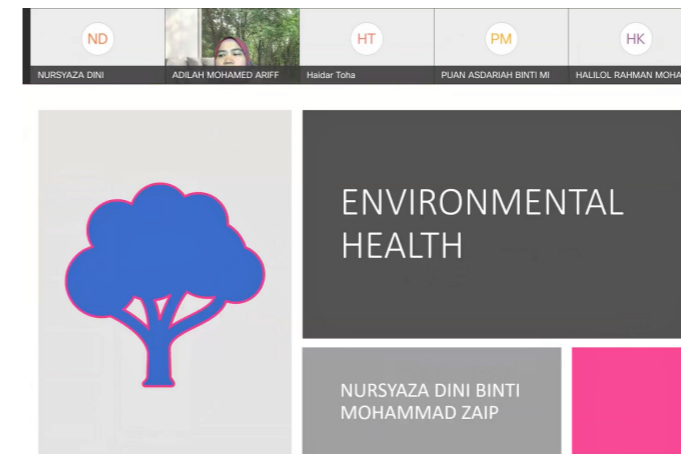 ND
HT
PM
HK
NURSYAZA DINI
ADILAH MOHAMED ARIFF
Haidar Toha
PUAN ASDARIAH BINTI MI
HALILOL RAHMAN MOHA
ENVIRONMENTAL
HEALTH
NURSYAZA DINI BINTI
MOHAMMAD ZAIP